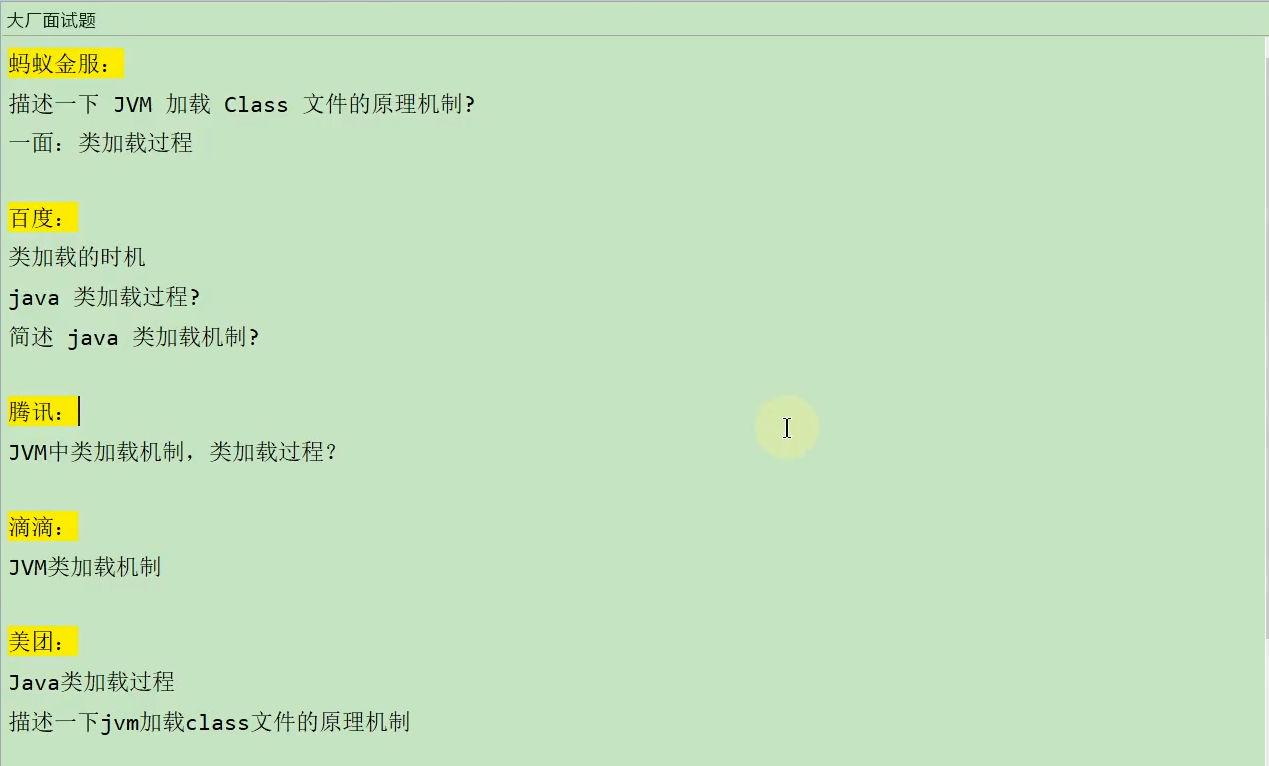 大厂面试题
蚂蚁金服：
描述一下 JVM 加载 Class 文件的原理机制?
一面：类加载过程
百度：
类加载的时机
java 类加载过程?
简述 java 类加载机制?
腾讯：
JVM中类加载机制，类加载过程？
滴滴：
JVM类加载机制
美团：
Java类加载过程
描述一下jvm加载class文件的原理机制